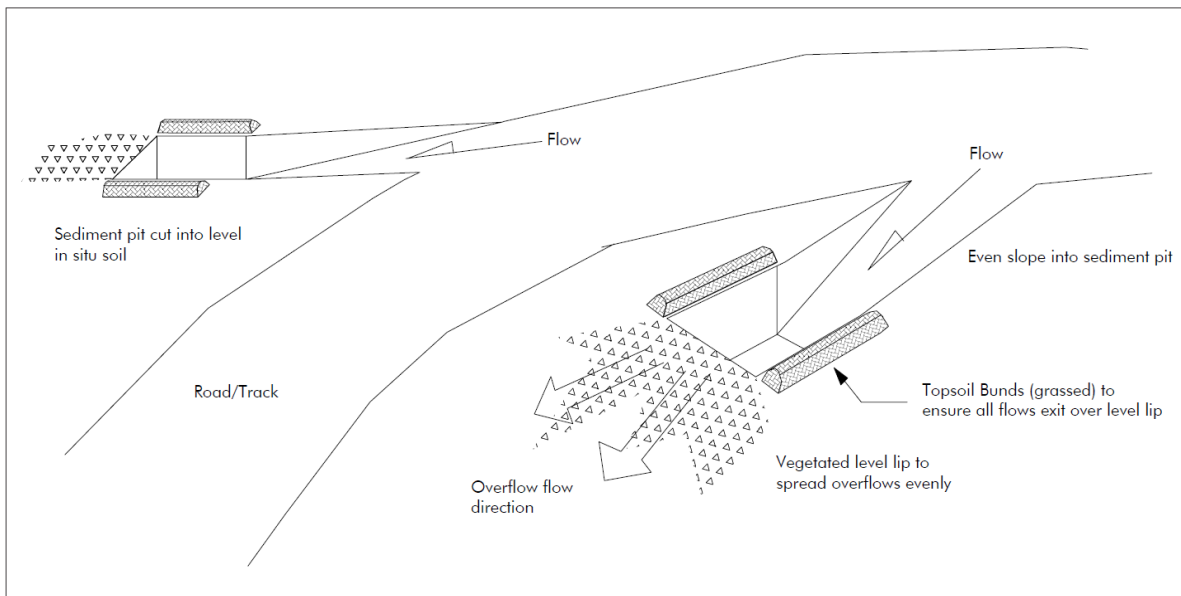 Flow
Flow
Sediment pit cut into level
in situ soil
Even slope into sediment pit
Road/Track
Topsoil Bunds (grassed) to
ensure all flows exit over level lip
Vegetated level lip to
spread overflows evenly
Overflow flow
direction